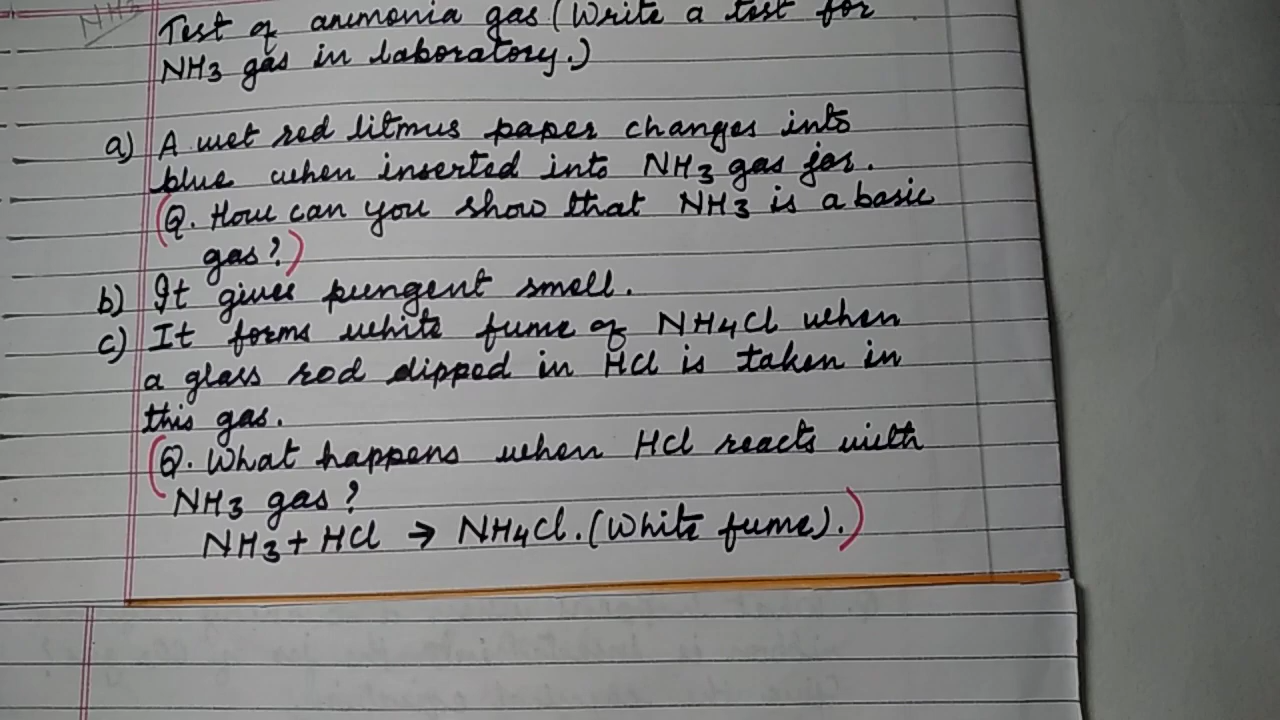 NH3
Test of ammonia gas (Write a test for
NH3 gas in laboratory.)
a) A wet red litmus paper changes into
blue when inserted into NH3 gas jar.
(Q. How can you show that NH3 is a basic
gas?)
b) It gives pungent smell.
c) It forms white fume of NH4Cl when
a glass rod dipped in HCl is taken in
this gas.
(Q. What happens when HCl reacts with
NH3 gas?
NH3 + HCl → NH4Cl. (White fume).)